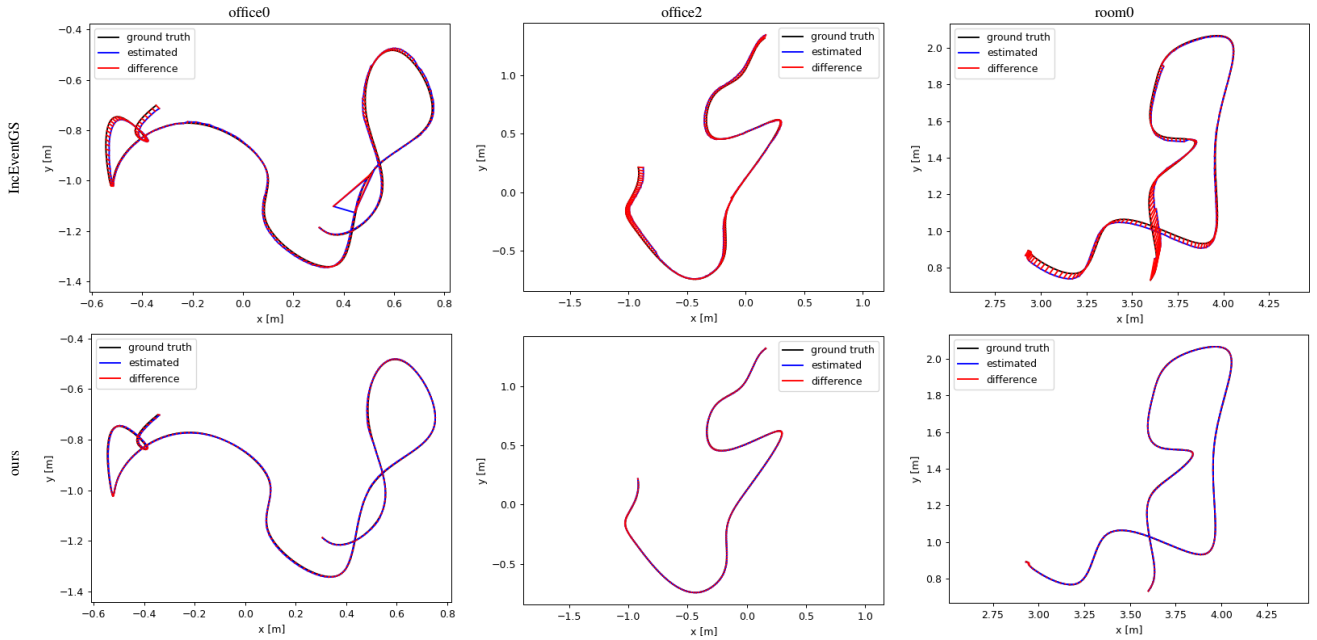 office0
office2
room0
IncEventGS
−0.4
−0.6
−0.8
−1.0
−1.2
−1.4
y [m]
−0.6
−0.4
−0.2
0.0
0.2
0.4
0.6
0.8
x [m]
ground truth
estimated
difference
1.0
0.5
0.0
−0.5
y [m]
−1.5
−1.0
−0.5
0.0
0.5
1.0
x [m]
ground truth
estimated
difference
2.0
1.8
1.6
1.4
1.2
1.0
0.8
y [m]
2.75
3.00
3.25
3.50
3.75
4.00
4.25
x [m]
ground truth
estimated
difference
ours
−0.4
−0.6
−0.8
−1.0
−1.2
−1.4
y [m]
−0.6
−0.4
−0.2
0.0
0.2
0.4
0.6
0.8
x [m]
ground truth
estimated
difference
1.0
0.5
0.0
−0.5
y [m]
−1.5
−1.0
−0.5
0.0
0.5
1.0
x [m]
ground truth
estimated
difference
2.0
1.8
1.6
1.4
1.2
1.0
0.8
y [m]
2.75
3.00
3.25
3.50
3.75
4.00
4.25
x [m]
ground truth
estimated
difference